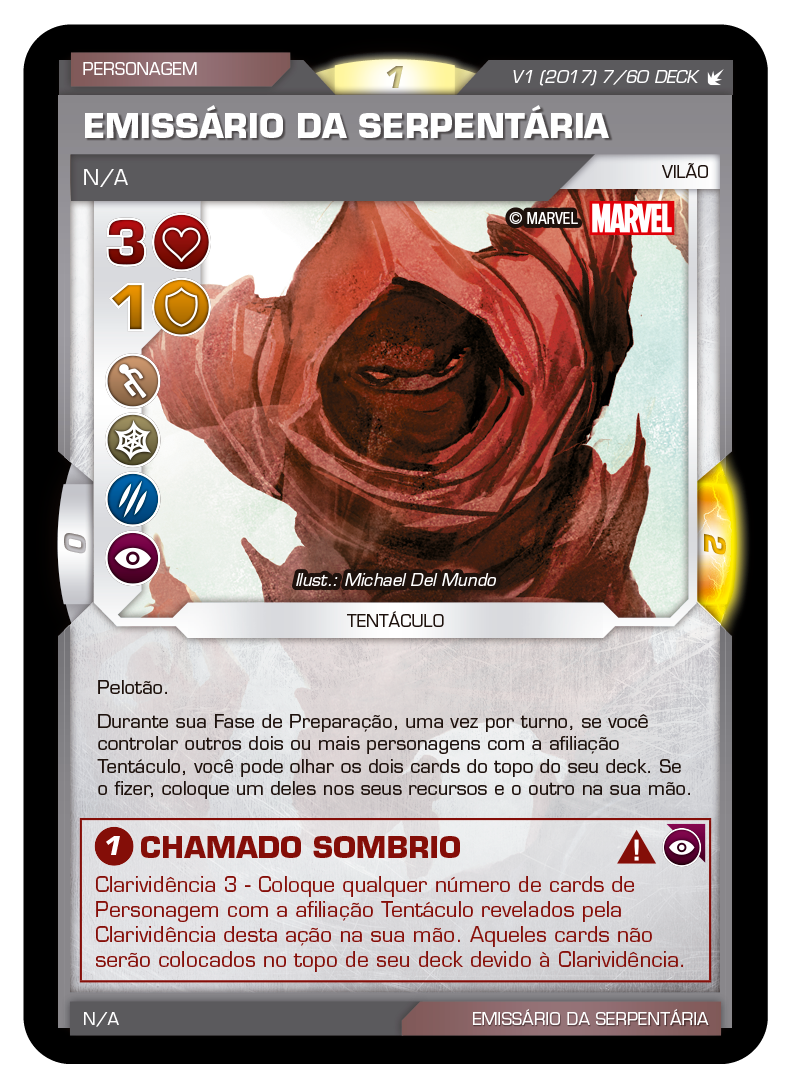 PERSONAGEM
1
V1 (2017) 7/60 DECK
EMISSÁRIO DA SERPENTÁRIA
N/A
VILÃO
© MARVEL MARVEL
3
1
0
2
Ilust.: Michael Del Mundo
TENTÁCULO
Pelotão.
Durante sua Fase de Preparação, uma vez por turno, se você
controlar outros dois ou mais personagens com a afiliação
Tentáculo, você pode olhar os dois cards do topo do seu deck. Se
o fizer, coloque um deles nos seus recursos e o outro na sua mão.
1 CHAMADO SOMBRIO
Clarividência 3 - Coloque qualquer número de cards de
Personagem com a afiliação Tentáculo revelados pela
Clarividência desta ação na sua mão. Aqueles cards não
serão colocados no topo de seu deck devido à Clarividência.
N/A
EMISSÁRIO DA SERPENTÁRIA